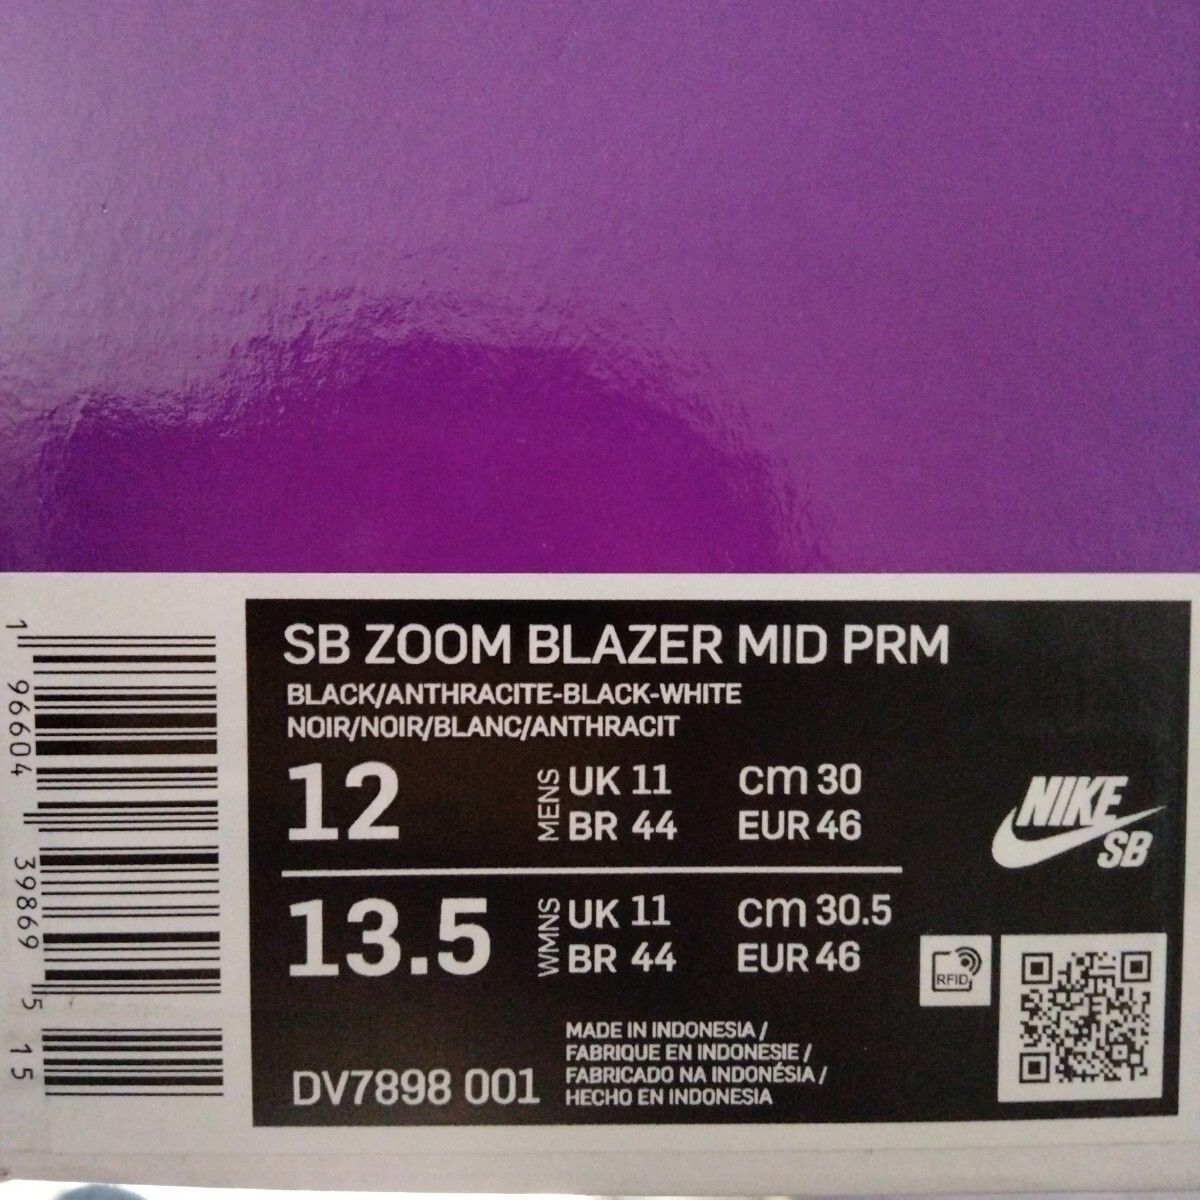 SB ZOOM BLAZER MID PRM
BLACK/ANTHRACITE-BLACK-WHITE
NOIR/NOIR/BLANC/ANTHRACIT
12 MENS UK 11 cm 30
BR 44 EUR 46
13.5 WMNS UK 11 cm 30.5
BR 44 EUR 46
NIKE
SB
RFID
DV7898 001
MADE IN INDONESIA /
FABRIQUE EN INDONESIE /
FABRICADO NA INDONÉSIA /
HECHO EN INDONESIA
1 96604 39869 5 15